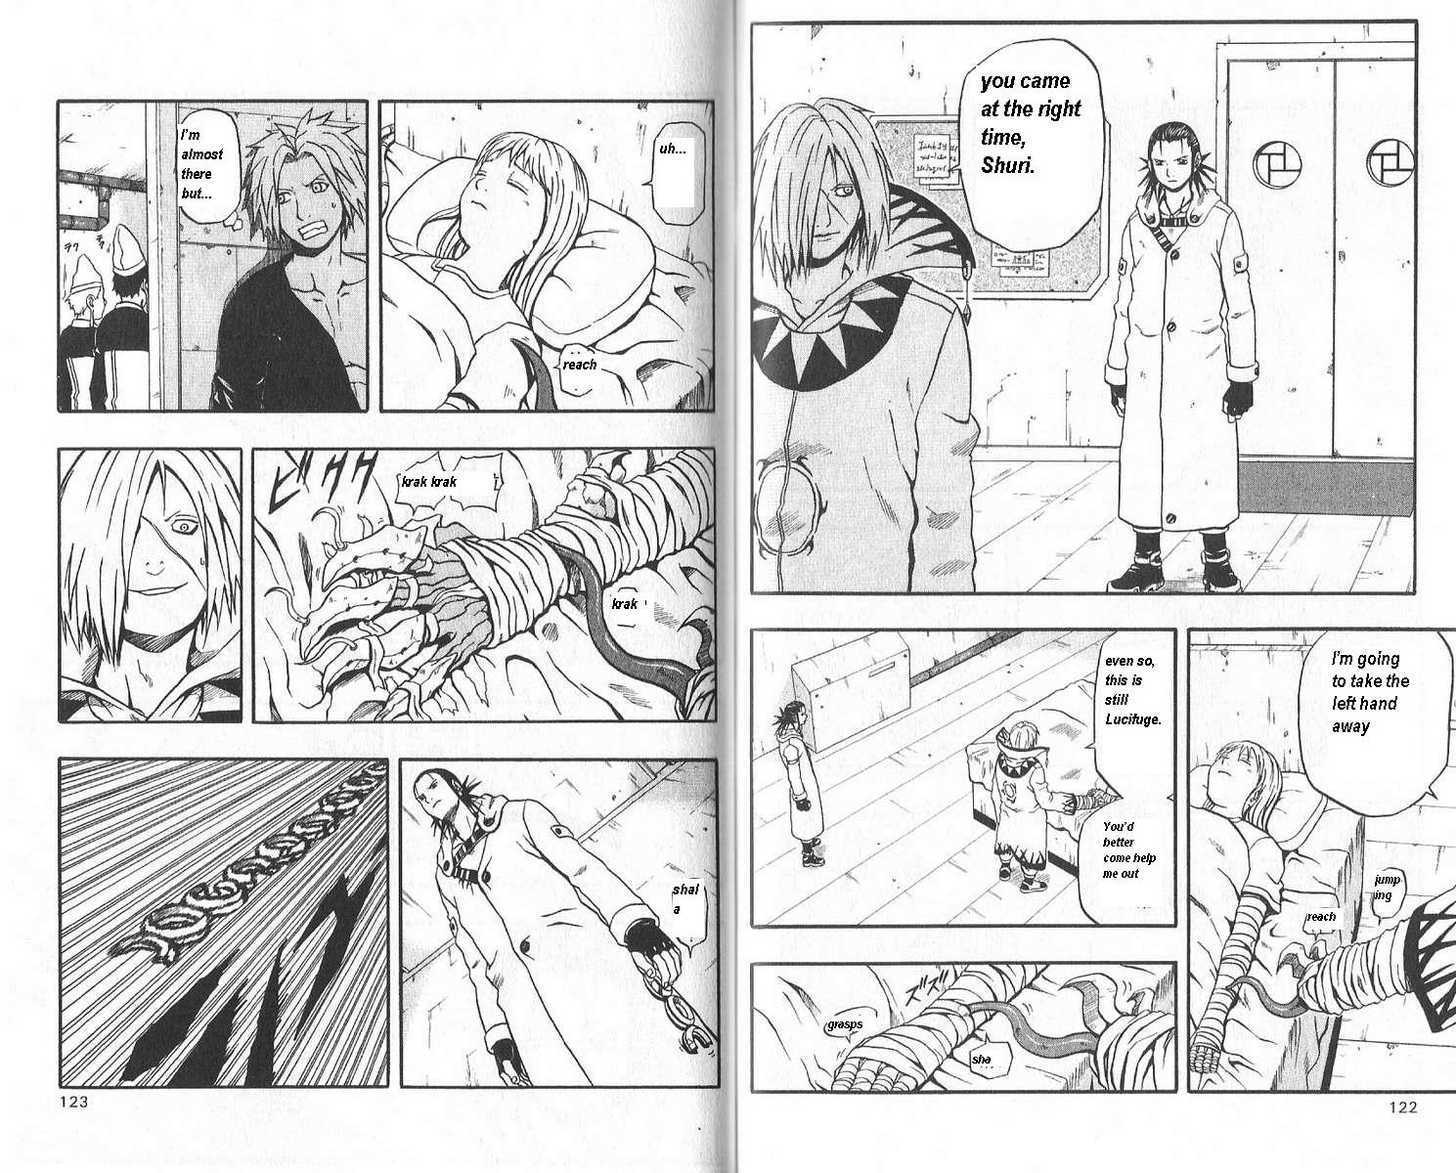 you came
at the right
time,
Shuri.
I'm going
to take the
left hand
away
jump
ing
reach
even so,
this is
still
Lucifuge.
You'd
better
come help
me out
ズズ
grasps
sha
122
uh...
reach
I'm
almost
there
but...
krak krak
krak
shal
a
123